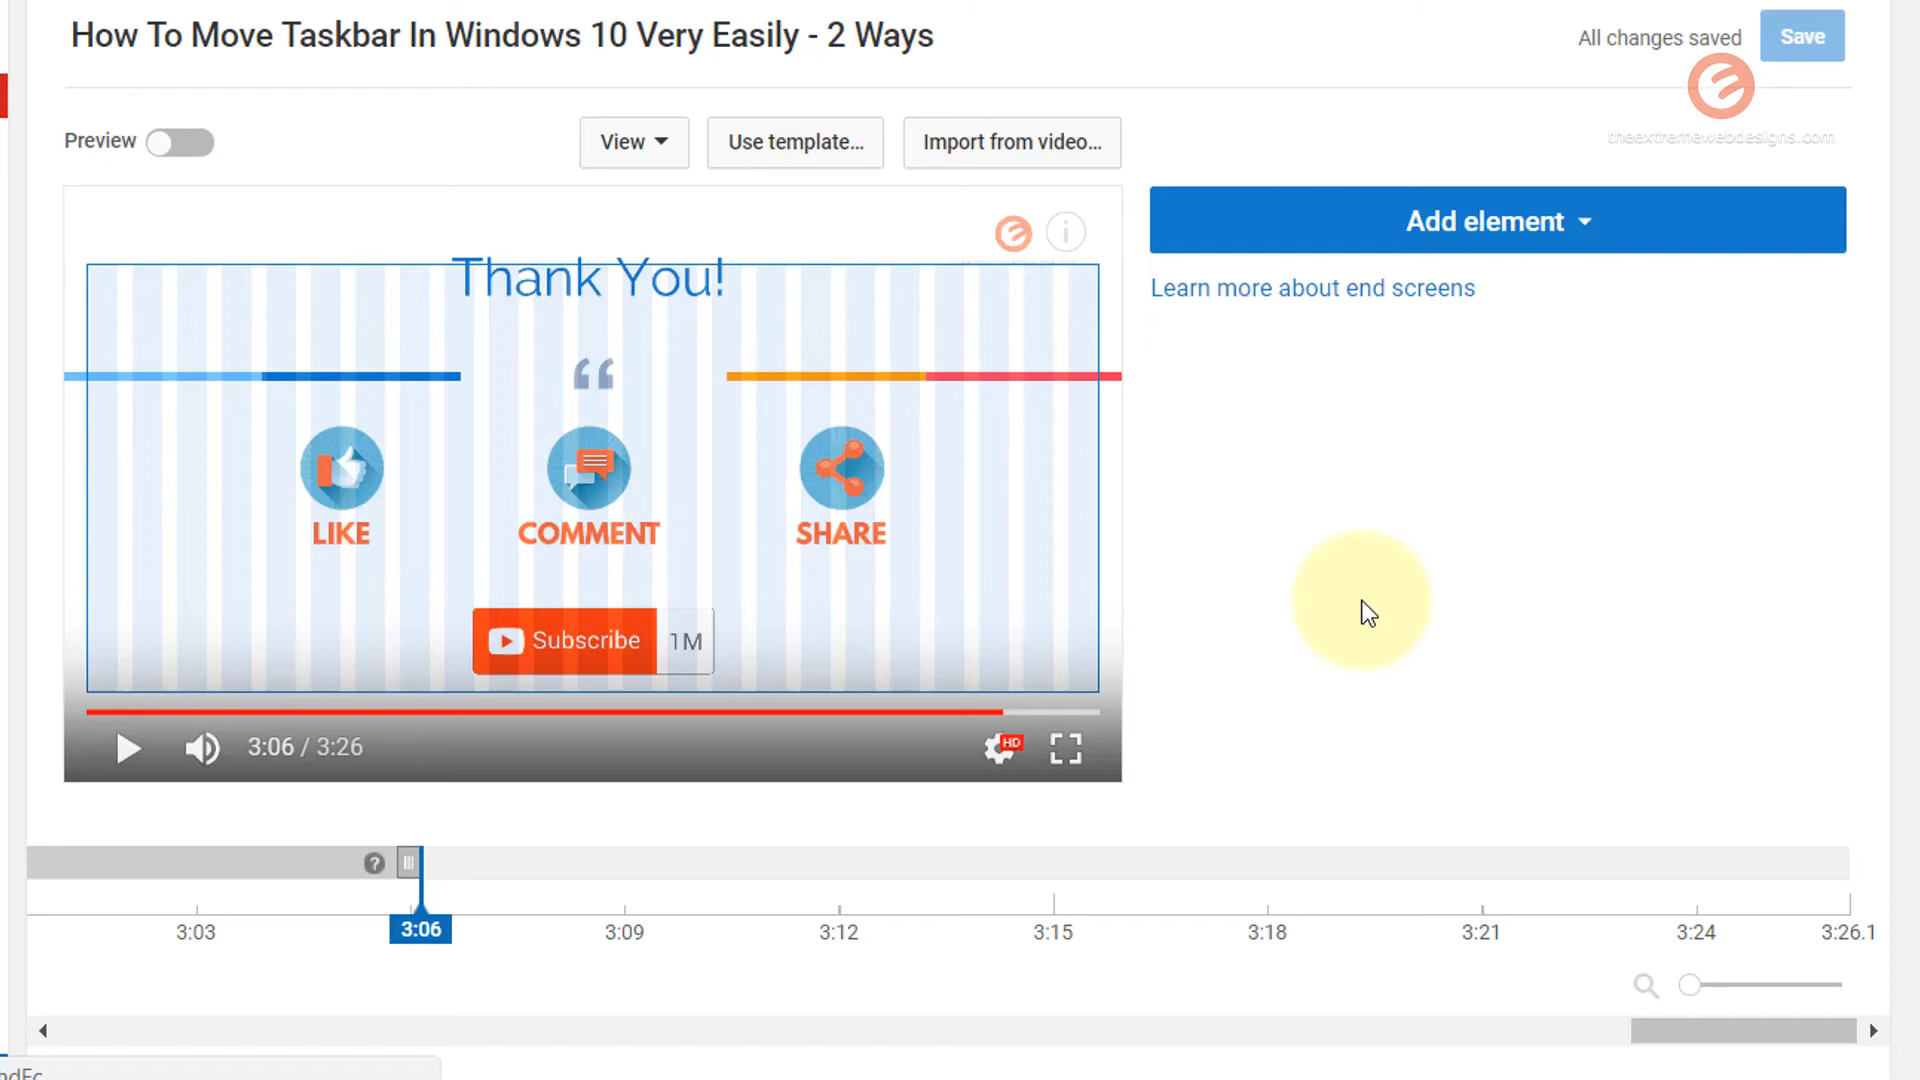 How To Move Taskbar In Windows 10 Very Easily - 2 Ways
All changes saved
Save
theextremewebdesigns.com
Preview
View
Use template...
Import from video...
Add element
Learn more about end screens
Thank You!
LIKE
COMMENT
SHARE
Subscribe
1M
3:06 / 3:26
HD
3:03
3:06
3:09
3:12
3:15
3:18
3:21
3:24
3:26.1